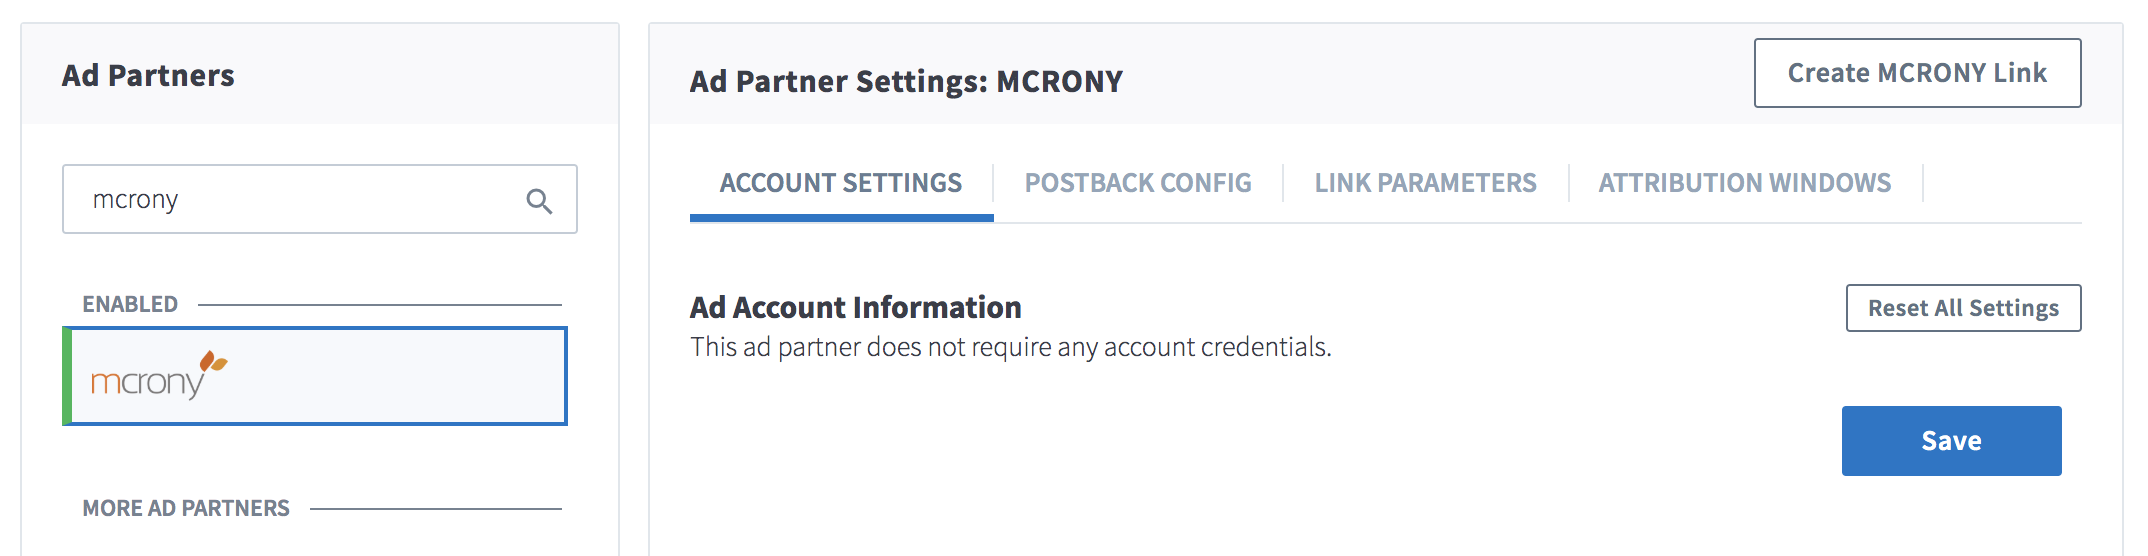 Ad Partners
mcrony
ENABLED
mcrony
MORE AD PARTNERS
Ad Partner Settings: MCRONY
Create MCRONY Link
ACCOUNT SETTINGS
POSTBACK CONFIG
LINK PARAMETERS
ATTRIBUTION WINDOWS
Ad Account Information
Reset All Settings
This ad partner does not require any account credentials.
Save